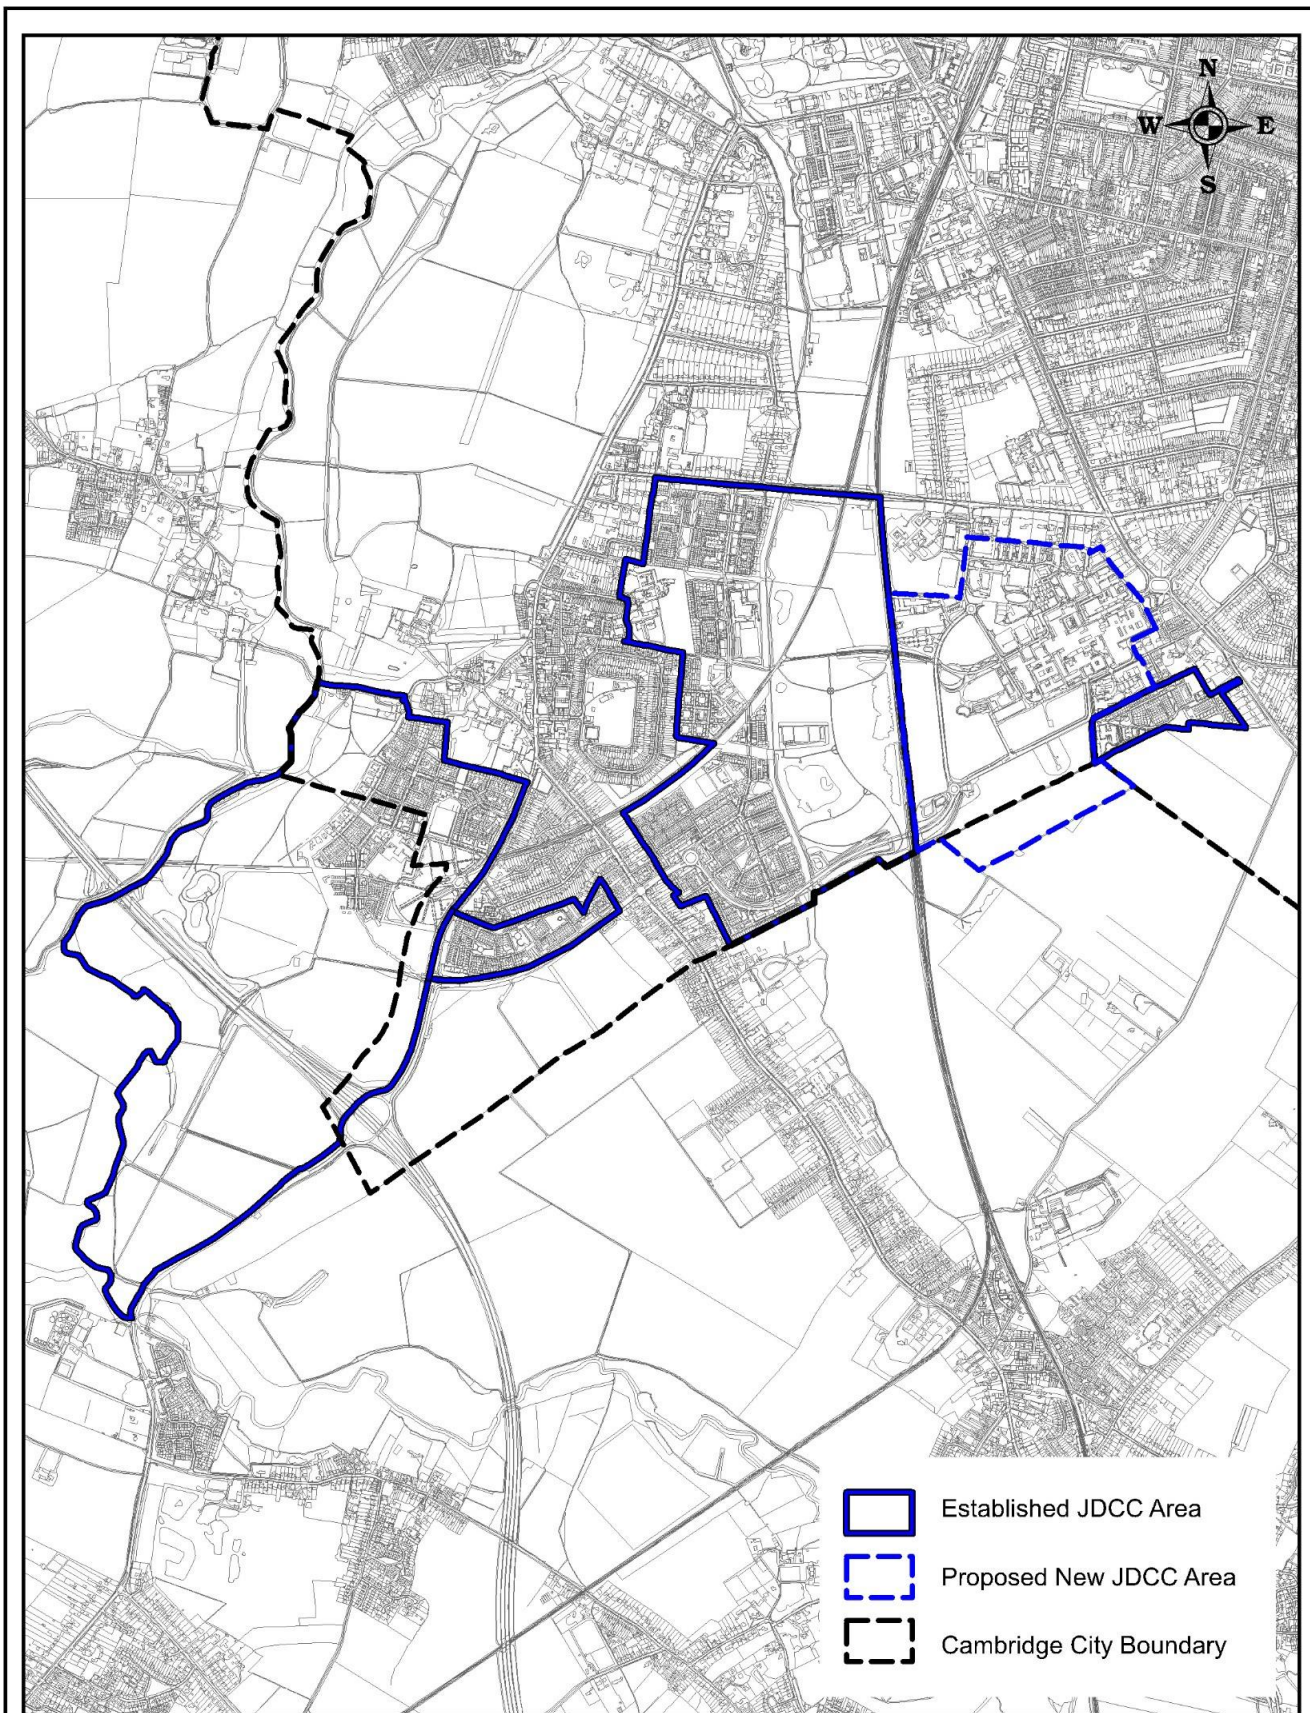 N
W E
S
Established JDCC Area
Proposed New JDCC Area
Cambridge City Boundary